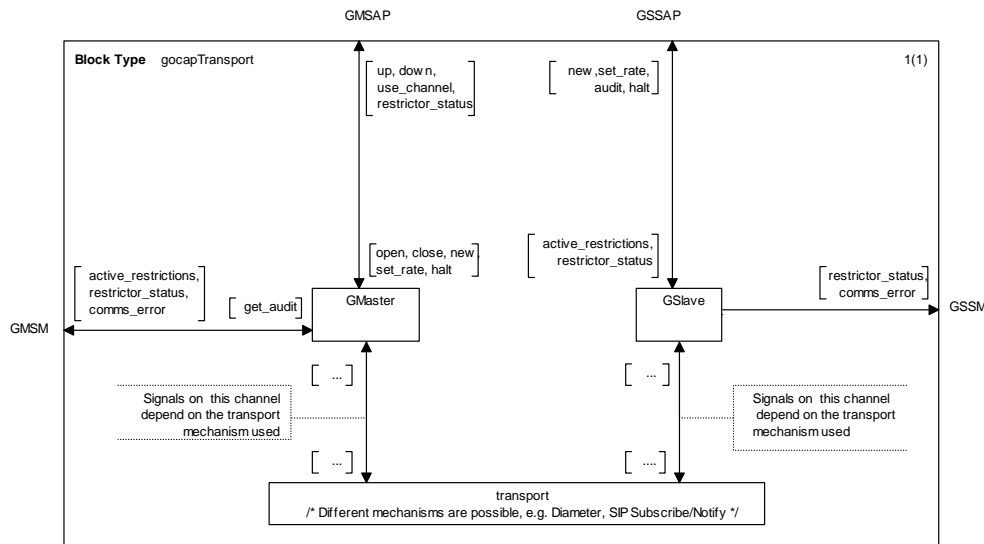 GMSAP
GSSAP
Block Type gocapTransport
1(1)
up, down,
use_channel,
restrictor_status
new ,set_rate,
audit, halt
open, close, new ,
set_rate, halt
active_restrictions,
restrictor_status
active_restrictions,
restrictor_status,
comms_error
get_audit
GMaster
GSlave
restrictor_status,
comms_error
GMSM
GSSM
...
...
Signals on this channel
depend on the transport
mechanism used
Signals on this channel
depend on the transport
mechanism used
...
....
transport
/* Different mechanisms are possible, e.g. Diameter, SIP Subscribe/Notify */